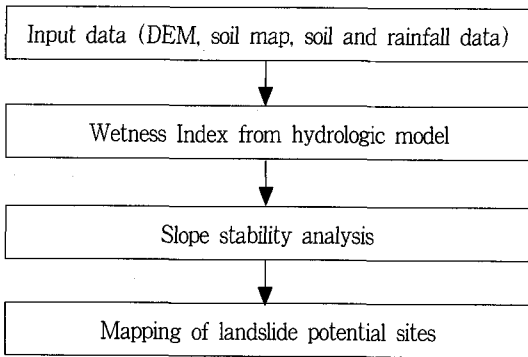 Input data (DEM, soil map, soil and rainfall data)
Wetness Index from hydrologic model
Slope stability analysis
Mapping of landslide potential sites